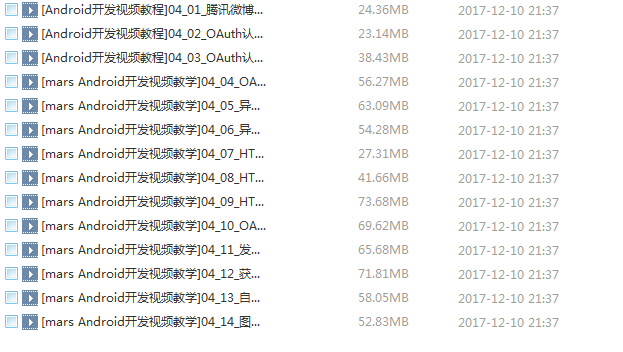 [Android开发视频教程]04_01_腾讯微博... 24.36MB 2017-12-10 21:37
[Android开发视频教程]04_02_OAuth认... 23.14MB 2017-12-10 21:37
[Android开发视频教程]04_03_OAuth认... 38.43MB 2017-12-10 21:37
[mars Android开发视频教学]04_04_OA... 56.27MB 2017-12-10 21:37
[mars Android开发视频教学]04_05_异... 63.09MB 2017-12-10 21:37
[mars Android开发视频教学]04_06_异... 54.28MB 2017-12-10 21:37
[mars Android开发视频教学]04_07_HT... 27.31MB 2017-12-10 21:37
[mars Android开发视频教学]04_08_HT... 41.66MB 2017-12-10 21:37
[mars Android开发视频教学]04_09_HT... 73.68MB 2017-12-10 21:37
[mars Android开发视频教学]04_10_OA... 69.62MB 2017-12-10 21:37
[mars Android开发视频教学]04_11_发... 65.68MB 2017-12-10 21:37
[mars Android开发视频教学]04_12_获... 71.81MB 2017-12-10 21:37
[mars Android开发视频教学]04_13_自... 58.05MB 2017-12-10 21:37
[mars Android开发视频教学]04_14_图... 52.83MB 2017-12-10 21:37